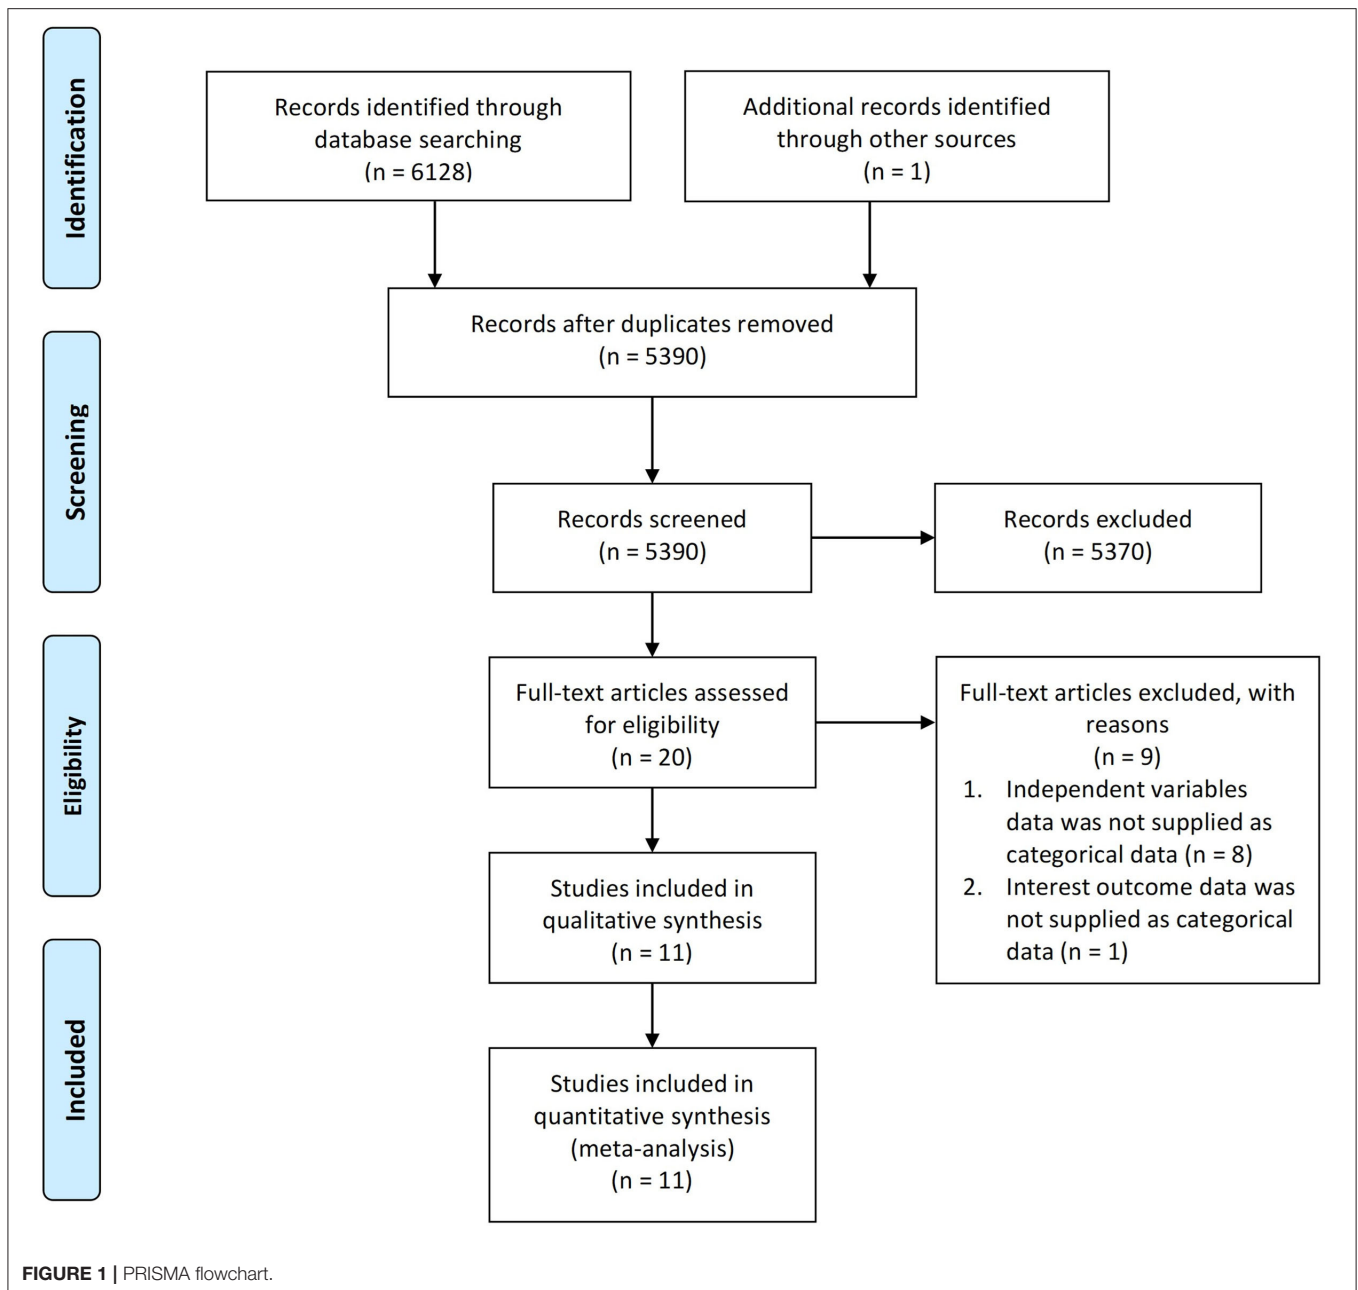 Identification
Records identified through
database searching
(n = 6128)
Additional records identified
through other sources
(n = 1)
Records after duplicates removed
(n = 5390)
Screening
Records screened
(n = 5390)
Records excluded
(n = 5370)
Eligibility
Full-text articles assessed
for eligibility
(n = 20)
Full-text articles excluded, with
reasons
(n = 9)
1. Independent variables
data was not supplied as
categorical data (n = 8)
2. Interest outcome data was
not supplied as categorical
data (n = 1)
Studies included in
qualitative synthesis
(n = 11)
Included
Studies included in
quantitative synthesis
(meta-analysis)
(n = 11)
FIGURE 1 | PRISMA flowchart.